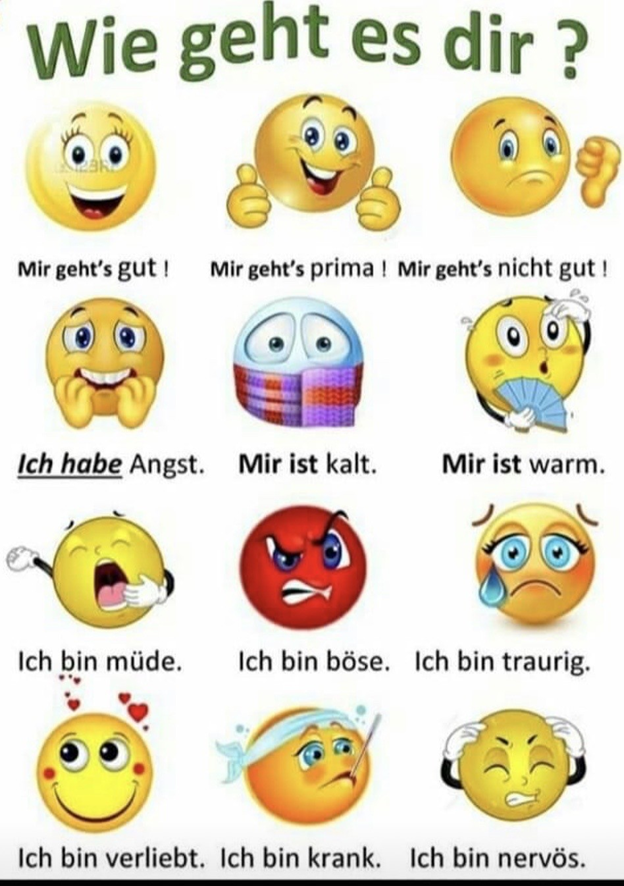 Wie geht es dir ?
Mir geht's gut ! Mir geht's prima ! Mir geht's nicht gut !
Ich habe Angst. Mir ist kalt. Mir ist warm.
Ich bin müde. Ich bin böse. Ich bin traurig.
Ich bin verliebt. Ich bin krank. Ich bin nervös.